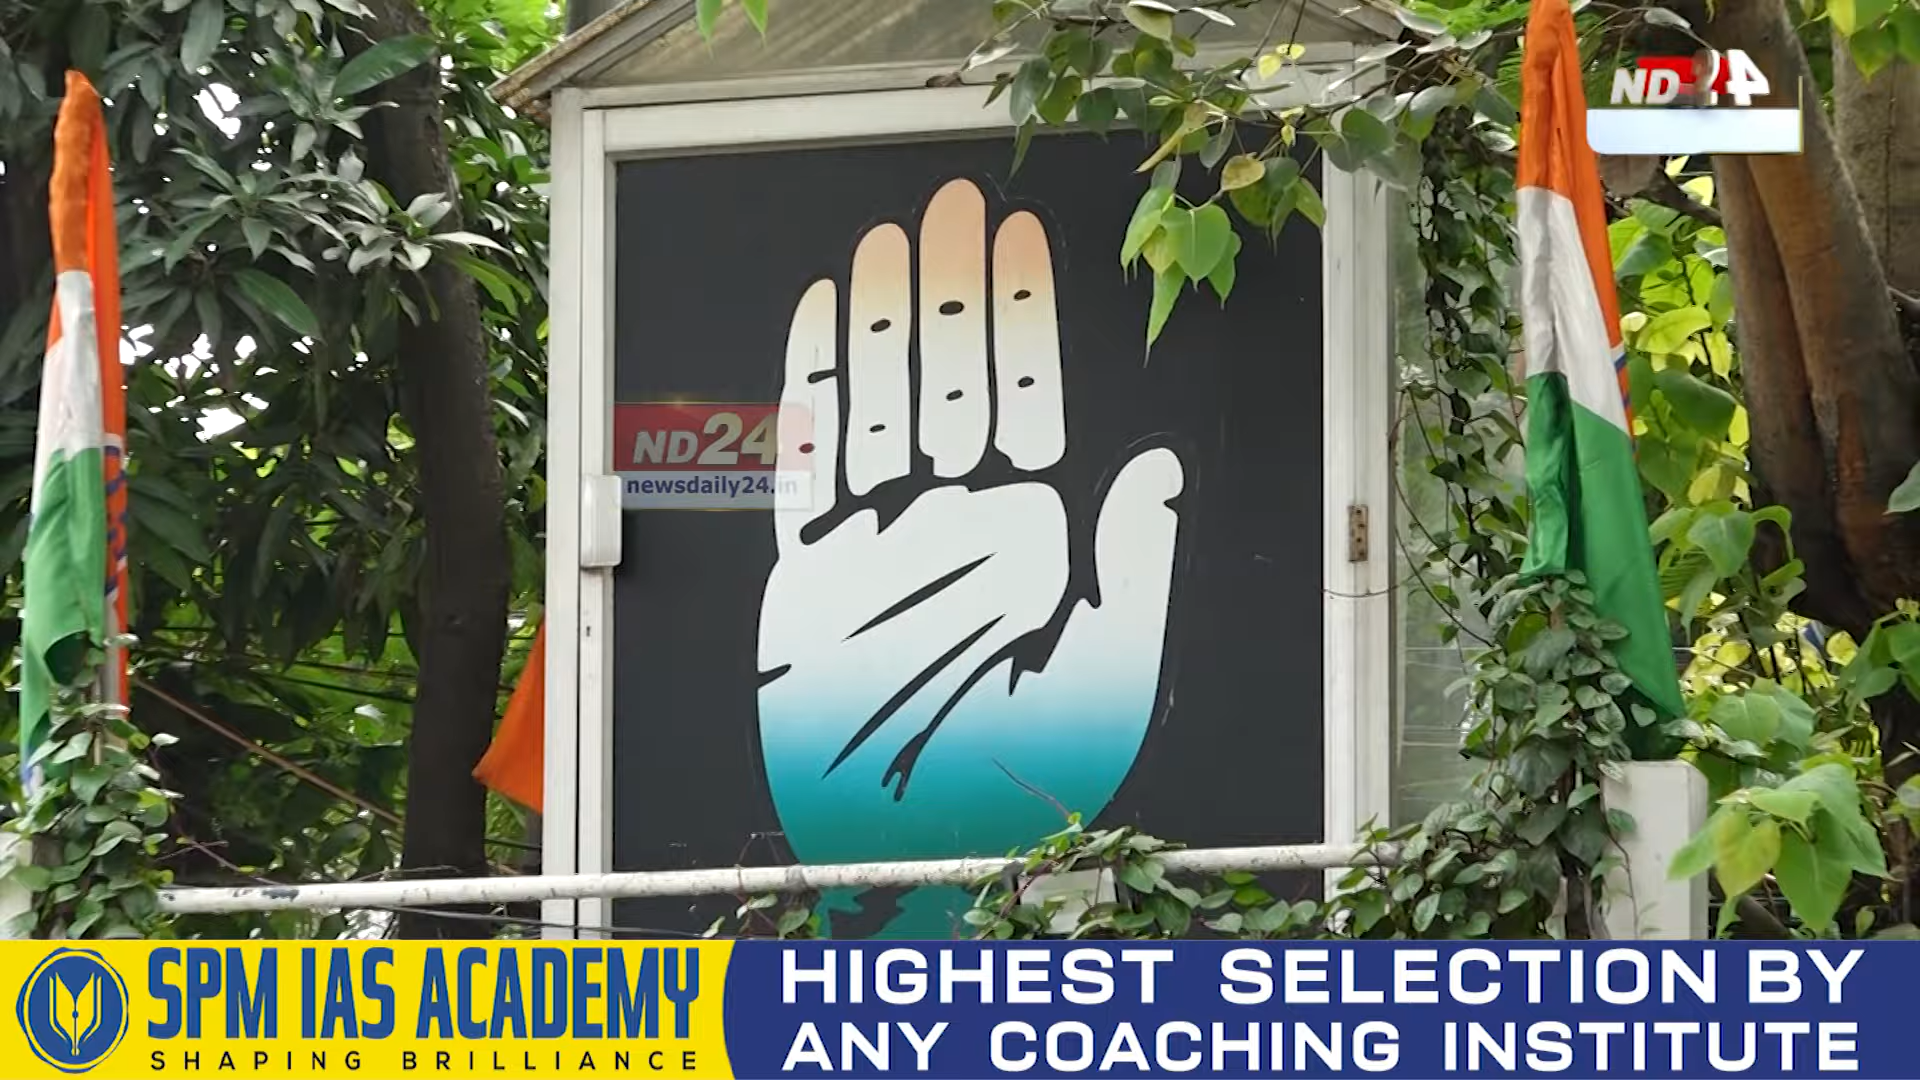 ND24
ND24
newsdaily24.in
SPM IAS ACADEMY
SHAPING BRILLIANCE
HIGHEST SELECTION BY
ANY COACHING INSTITUTE